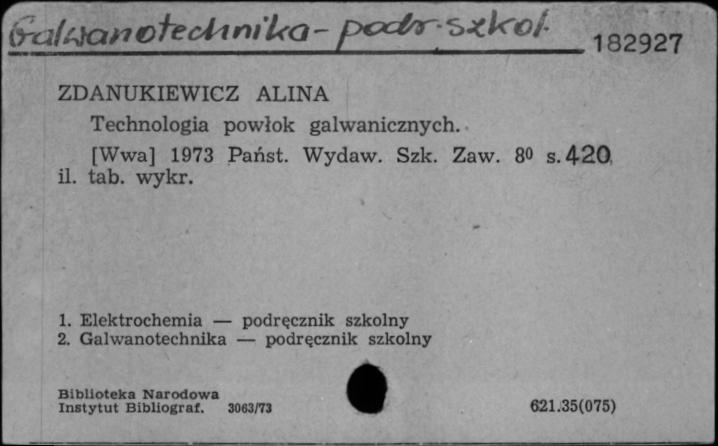 Galwanotechnika - podr. szkol.
182927
ZDANUKIEWICZ ALINA
Technologia powłok galwanicznych.
[Wwa] 1973 Państ. Wydaw. Szk. Zaw. 8⁰ s. 420
il. tab. wykr.
1. Elektrochemia — podręcznik szkolny
2. Galwanotechnika — podręcznik szkolny
Biblioteka Narodowa
Instytut Bibliograf. 3063/73
621.35(075)